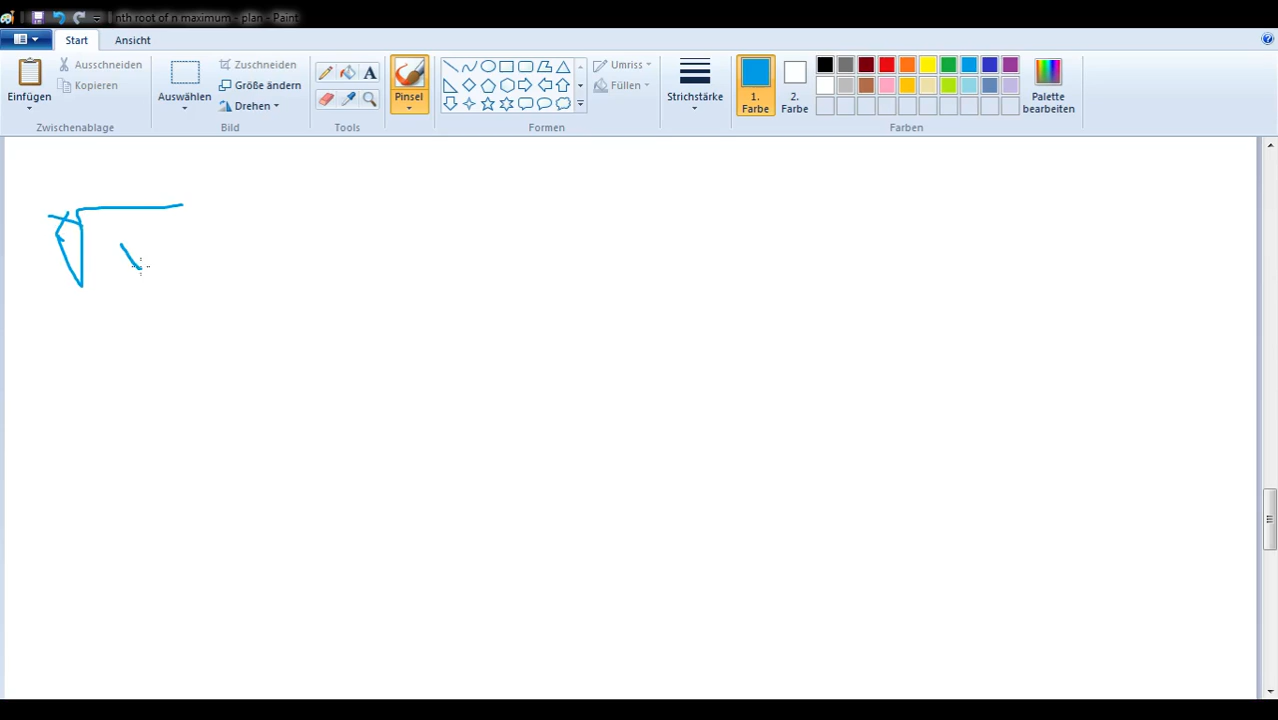 nth root of n maximum - plan - Paint
Start Ansicht
Einfügen
Ausschneiden
Kopieren
Zwischenablage
Auswählen
Zuschneiden
Größe ändern
Drehen
Bild
Tools
Pinsel
Formen
Umriss
Füllen
Strichstärke
1. Farbe
2. Farbe
Palette bearbeiten
Farben